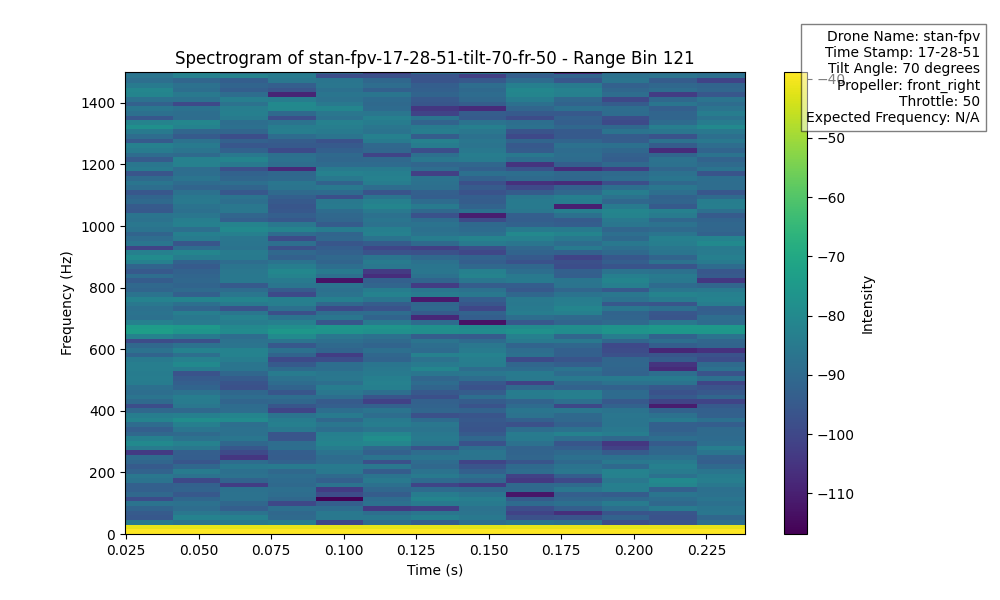 Spectrogram of stan-fpv-17-28-51-tilt-70-fr-50 - Range Bin 121
Drone Name: stan-fpv
Time Stamp: 17-28-51
Tilt Angle: 70 degrees
Propeller: front_right
Throttle: 50
Expected Frequency: N/A
Frequency (Hz)
1400
1200
1000
800
600
400
200
0
0.025
0.050
0.075
0.100
0.125
0.150
0.175
0.200
0.225
Time (s)
−40
−50
−60
−70
−80
−90
−100
−110
Intensity